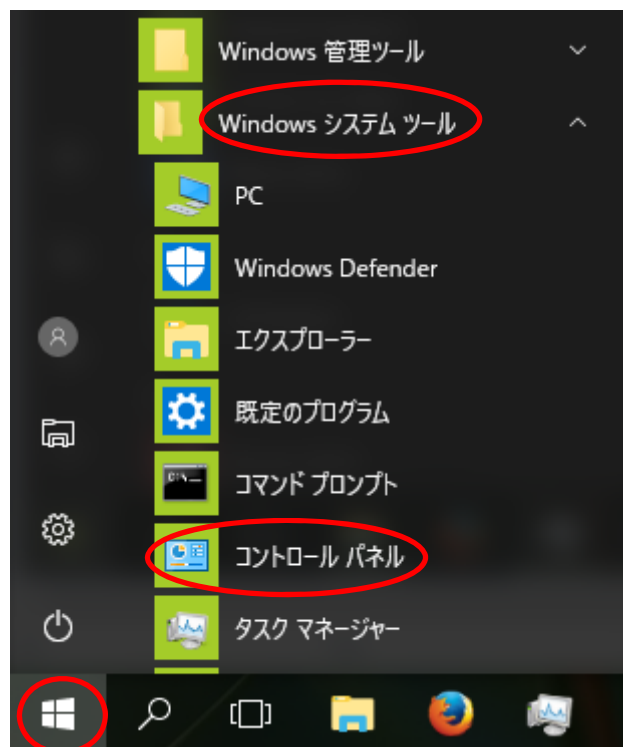 Windows 管理ツール
Windows システム ツール
PC
Windows Defender
エクスプローラー
既定のプログラム
コマンド プロンプト
コントロール パネル
タスク マネージャー